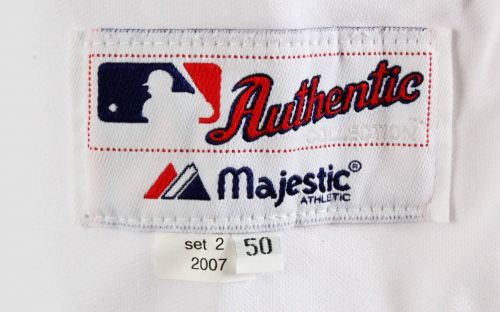 Authentic
COLLECTION
Majestic®
ATHLETIC
set 2 50
2007